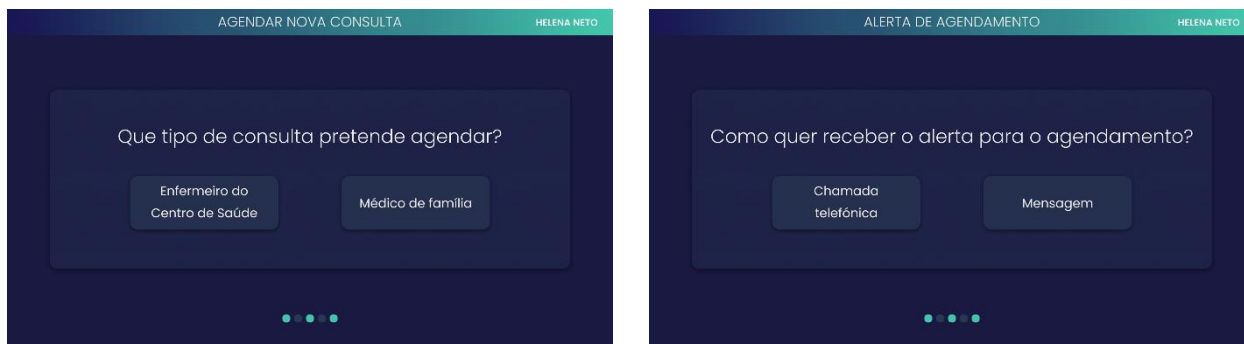 AGENDAR NOVA CONSULTA
HELENA NETO
Que tipo de consulta pretende agendar?
Enfermeiro do
Centro de Saúde
Médico de família
ALERTA DE AGENDAMENTO
HELENA NETO
Como quer receber o alerta para o agendamento?
Chamada
telefónica
Mensagem